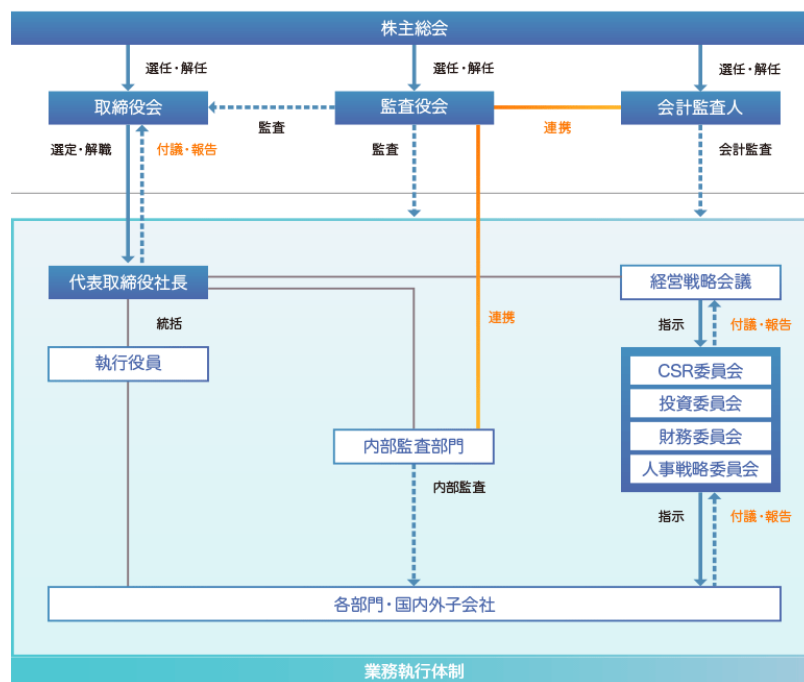 株主総会
選任・解任
選任・解任
選任・解任
取締役会
監査役会
会計監査人
監査
連携
選定・解職
付議・報告
監査
会計監査
代表取締役社長
経営戦略会議
統括
連携
指示
付議・報告
執行役員
CSR委員会
投資委員会
財務委員会
人事戦略委員会
内部監査部門
内部監査
指示
付議・報告
各部門・国内外子会社
業務執行体制